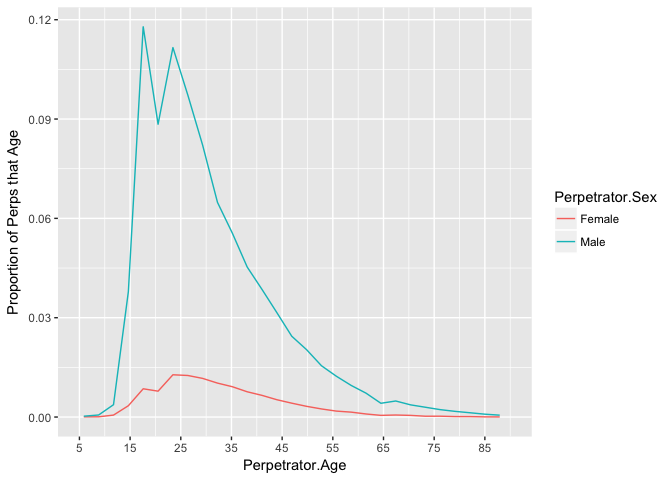 0.12
0.09
0.06
0.03
0.00
Proportion of Perps that Age
5 15 25 35 45 55 65 75 85
Perpetrator.Age
Perpetrator.Sex
Female
Male